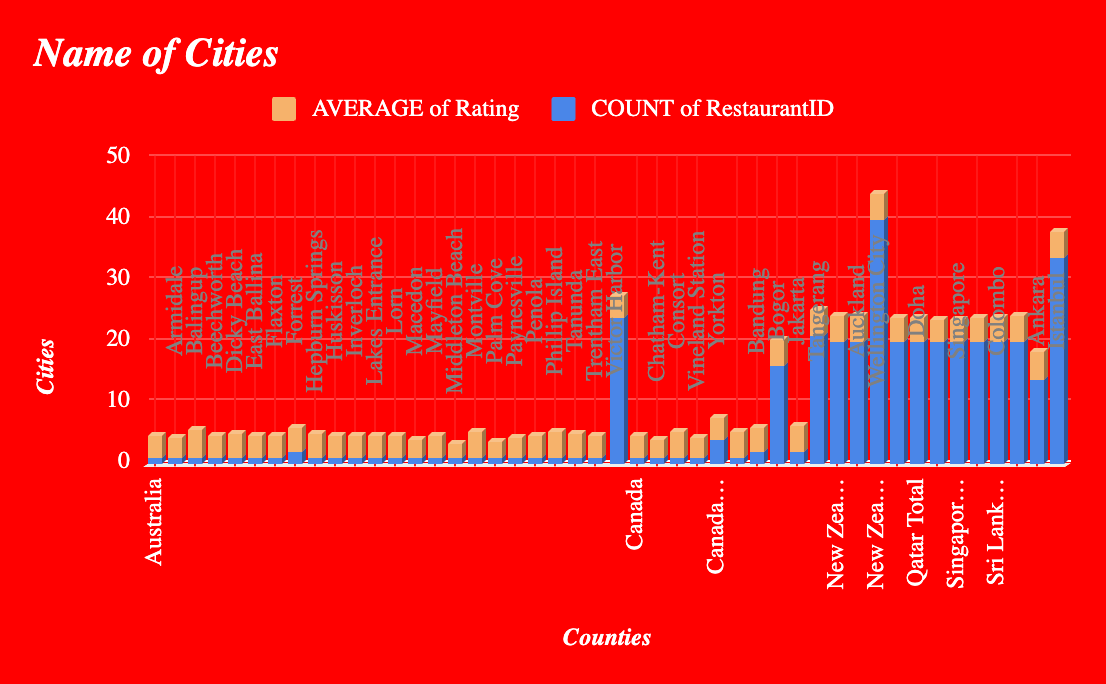 Name of Cities
AVERAGE of Rating
COUNT of RestaurantID
50
40
30
20
10
0
Cities
Armidale
Balingup
Beechworth
Dicky Beach
East Ballina
Flaxton
Forrest
Hepburn Springs
Huskisson
Inverloch
Lakes Entrance
Lorn
Macedon
Mayfield
Middleton Beach
Montville
Palm Cove
Paynesville
Penola
Phillip Island
Tanunda
Trentham East
Victor Harbor
Chatham-Kent
Consort
Vineland Station
Yorkton
Bandung
Bogor
Jakarta
Tangerang
Auckland
Wellington City
Doha
Singapore
Colombo
Ankara
Australia
Canada
Canada…
New Zea…
New Zea…
Qatar Total
Singapor…
Sri Lank…
Counties